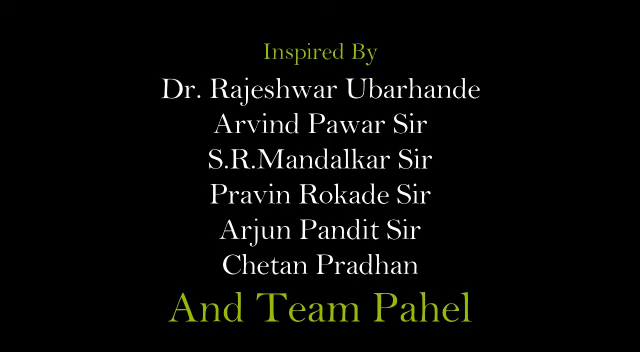 Inspired By
Dr. Rajeshwar Ubarhande
Arvind Pawar Sir
S.R.Mandalkar Sir
Pravin Rokade Sir
Arjun Pandit Sir
Chetan Pradhan
And Team Pahel